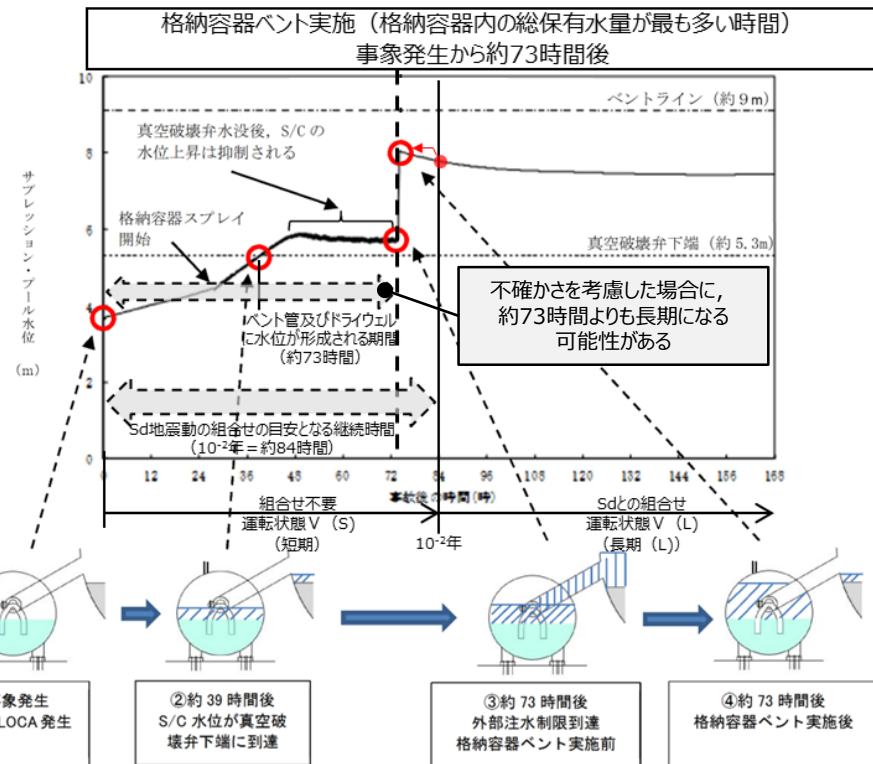 格納容器ベント実施（格納容器内の総保有水量が最も多い時間）
事象発生から約73時間後
10
8
6
4
2
0
サプレッション・プール水位
（m）
ベントライン（約9m）
真空破壊弁水没後，S/Cの
水位上昇は抑制される
格納容器スプレイ
開始
真空破壊弁下端（約5.3m）
不確かさを考慮した場合に，
約73時間よりも長期になる
可能性がある
ベント管及びドライウェル
に水位が形成される期間
（約73時間）
Sd地震動の組合せの目安となる継続時間
（10⁻²年＝約84時間）
0 12 24 36 48 60 72 84 96 108 120 132 144 156 168
事故後の時間(時)
組合せ不要
運転状態Ⅴ（S）
（短期）
10⁻²年
Sdとの組合せ
運転状態Ⅴ（L）
（長期（L））
象発生
LOCA発生
②約39時間後
S/C水位が真空破
壊弁下端に到達
③約73時間後
外部注水制限到達
格納容器ベント実施前
④約73時間後
格納容器ベント実施後